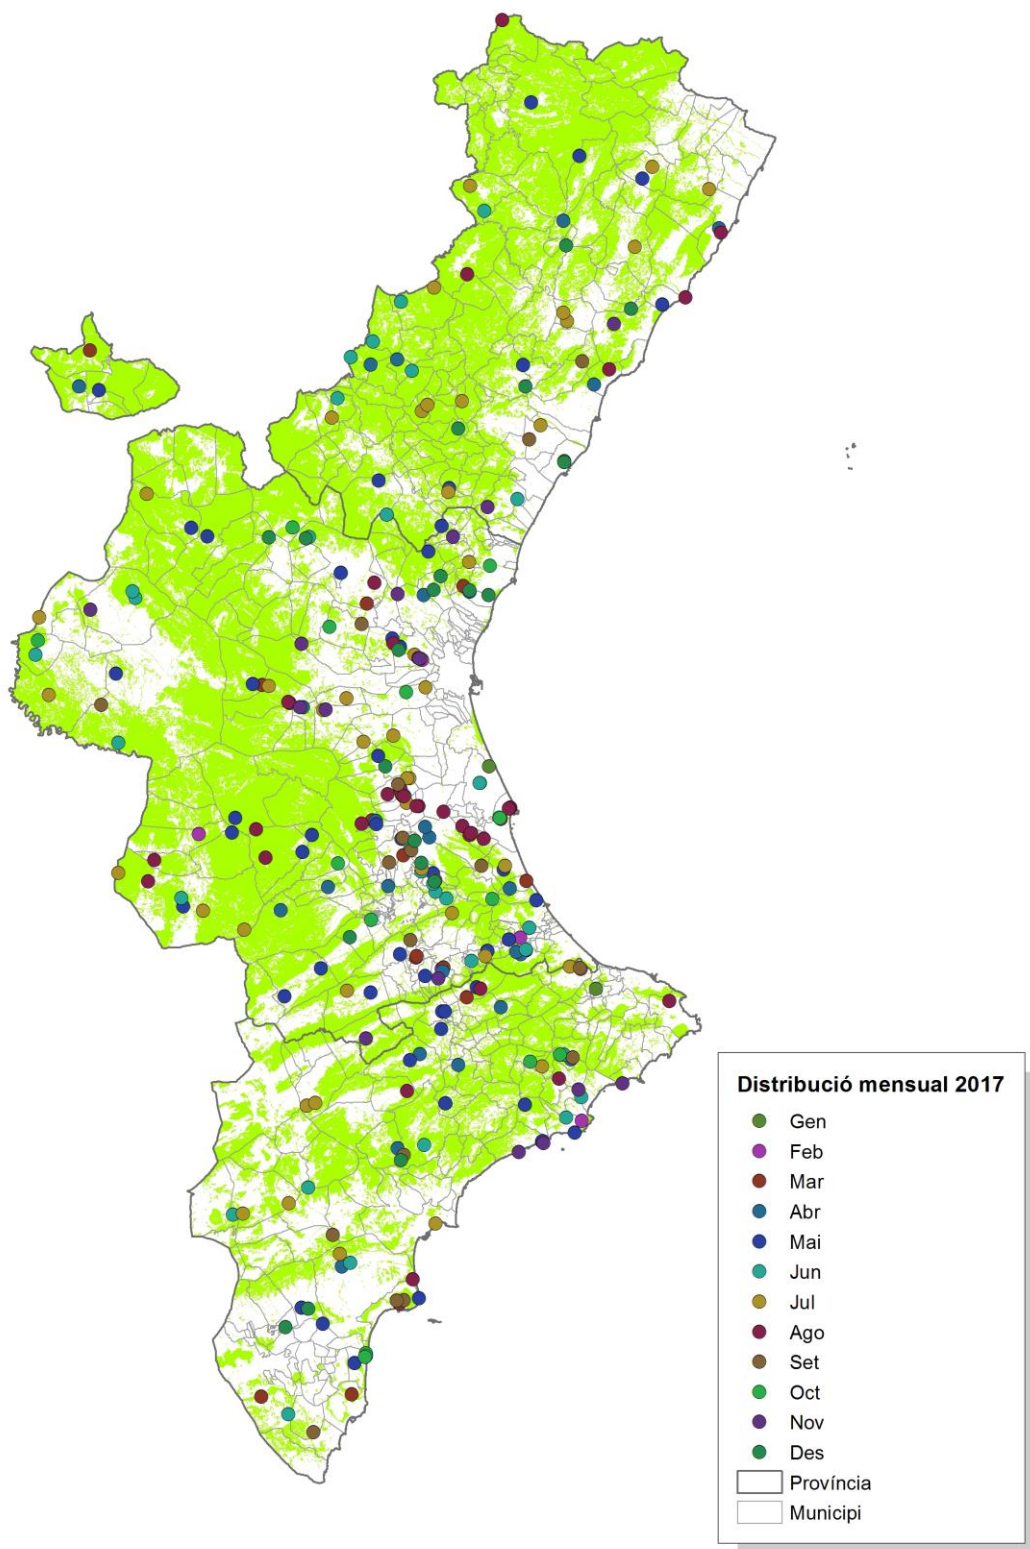 Distribució mensual 2017
Gen
Feb
Mar
Abr
Mai
Jun
Jul
Ago
Set
Oct
Nov
Des
Província
Municipi